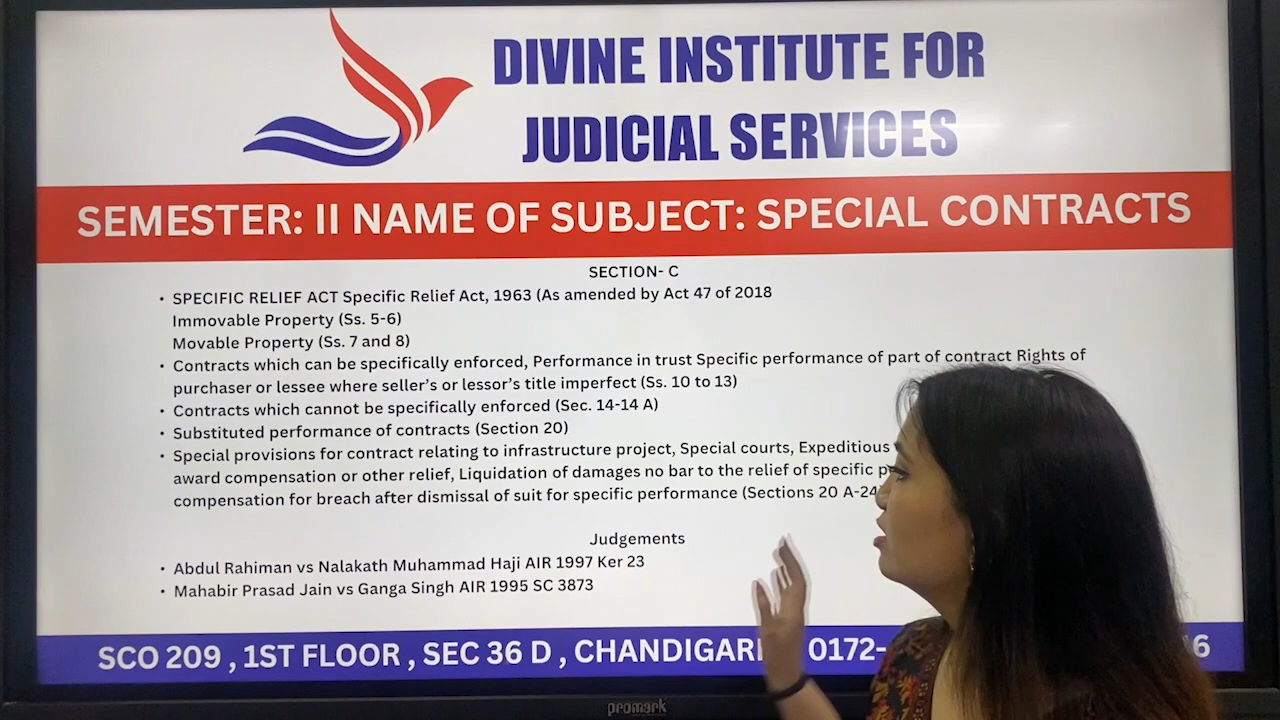 DIVINE INSTITUTE FOR
JUDICIAL SERVICES
SEMESTER: II NAME OF SUBJECT: SPECIAL CONTRACTS
SECTION- C
• SPECIFIC RELIEF ACT Specific Relief Act, 1963 (As amended by Act 47 of 2018
Immovable Property (Ss. 5-6)
Movable Property (Ss. 7 and 8)
• Contracts which can be specifically enforced, Performance in trust Specific performance of part of contract Rights of
purchaser or lessee where seller's or lessor's title imperfect (Ss. 10 to 13)
• Contracts which cannot be specifically enforced (Sec. 14-14 A)
• Substituted performance of contracts (Section 20)
• Special provisions for contract relating to infrastructure project, Special courts, Expeditious
award compensation or other relief, Liquidation of damages no bar to the relief of specific
compensation for breach after dismissal of suit for specific performance (Sections 20 A-24
Judgements
• Abdul Rahiman vs Nalakath Muhammad Haji AIR 1997 Ker 23
• Mahabir Prasad Jain vs Ganga Singh AIR 1995 SC 3873
SCO 209 , 1ST FLOOR , SEC 36 D , 0172-
promark